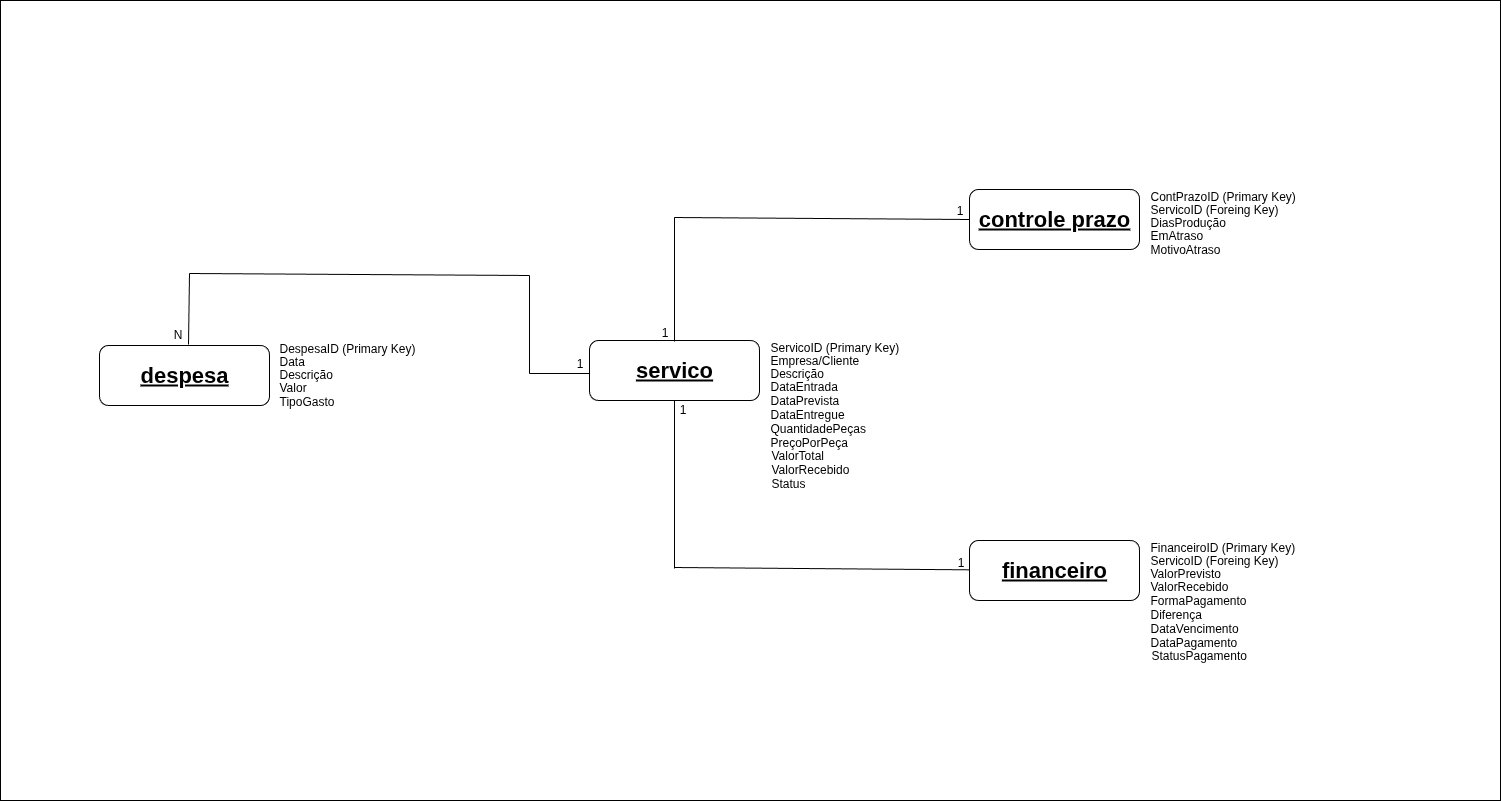 1
controle prazo
ContPrazoID (Primary Key)
ServicoID (Foreing Key)
DiasProdução
EmAtraso
MotivoAtraso
N
despesa
DespesaID (Primary Key)
Data
Descrição
Valor
TipoGasto
1
1
servico
1
ServicoID (Primary Key)
Empresa/Cliente
Descrição
DataEntrada
DataPrevista
DataEntregue
QuantidadePeças
PreçoPorPeça
ValorTotal
ValorRecebido
Status
1
financeiro
FinanceiroID (Primary Key)
ServicoID (Foreing Key)
ValorPrevisto
ValorRecebido
FormaPagamento
Diferença
DataVencimento
DataPagamento
StatusPagamento